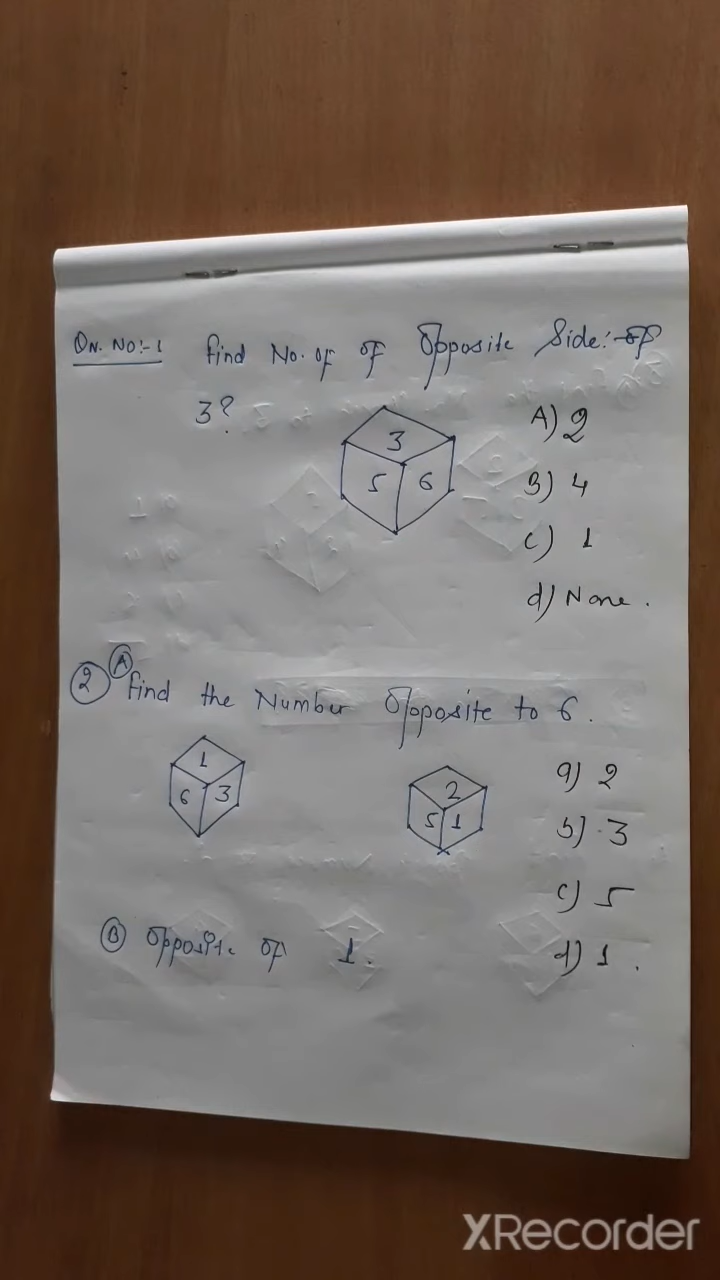 Qn. No:-1 find No. of of Opposite Side:- of
3?
3
5 6
A) 2
B) 4
C) 1
d) None.
2 A find the Number Opposite to 6.
1
6 3
2
5 1
a) 2
b) 3
c) 5
d) 1.
B Opposite of 1.
XRecorder